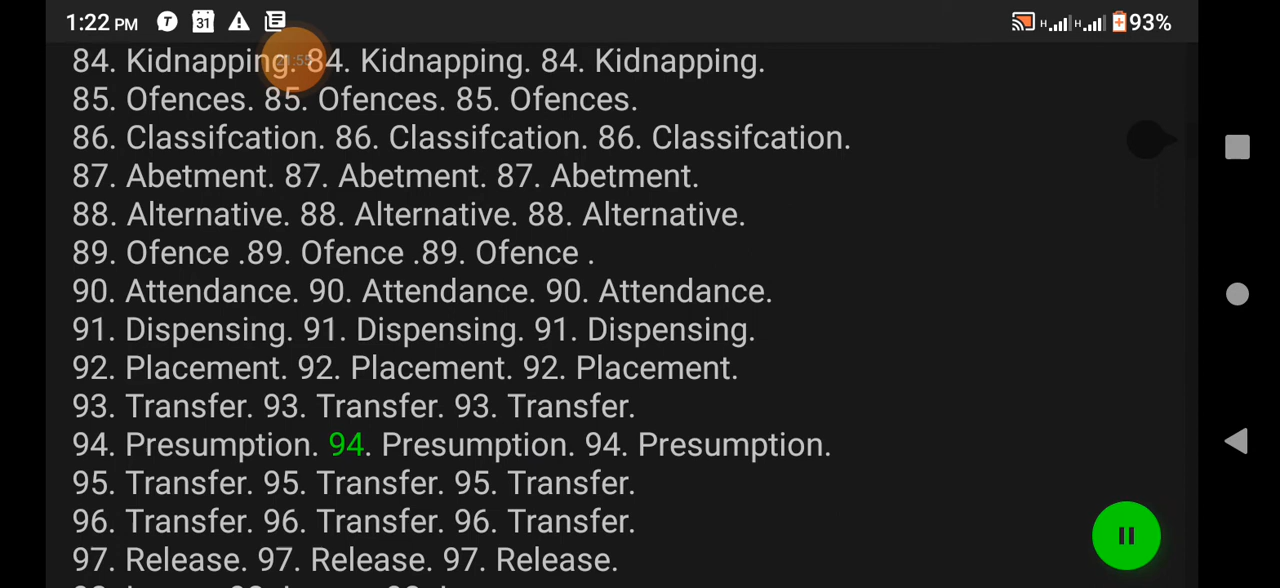 1:22 PM T 31 H H 93%
84. Kidnapping. 84. Kidnapping. 84. Kidnapping.
85. Ofences. 85. Ofences. 85. Ofences.
86. Classifcation. 86. Classifcation. 86. Classifcation.
87. Abetment. 87. Abetment. 87. Abetment.
88. Alternative. 88. Alternative. 88. Alternative.
89. Ofence .89. Ofence .89. Ofence .
90. Attendance. 90. Attendance. 90. Attendance.
91. Dispensing. 91. Dispensing. 91. Dispensing.
92. Placement. 92. Placement. 92. Placement.
93. Transfer. 93. Transfer. 93. Transfer.
94. Presumption. 94. Presumption. 94. Presumption.
95. Transfer. 95. Transfer. 95. Transfer.
96. Transfer. 96. Transfer. 96. Transfer.
97. Release. 97. Release. 97. Release.